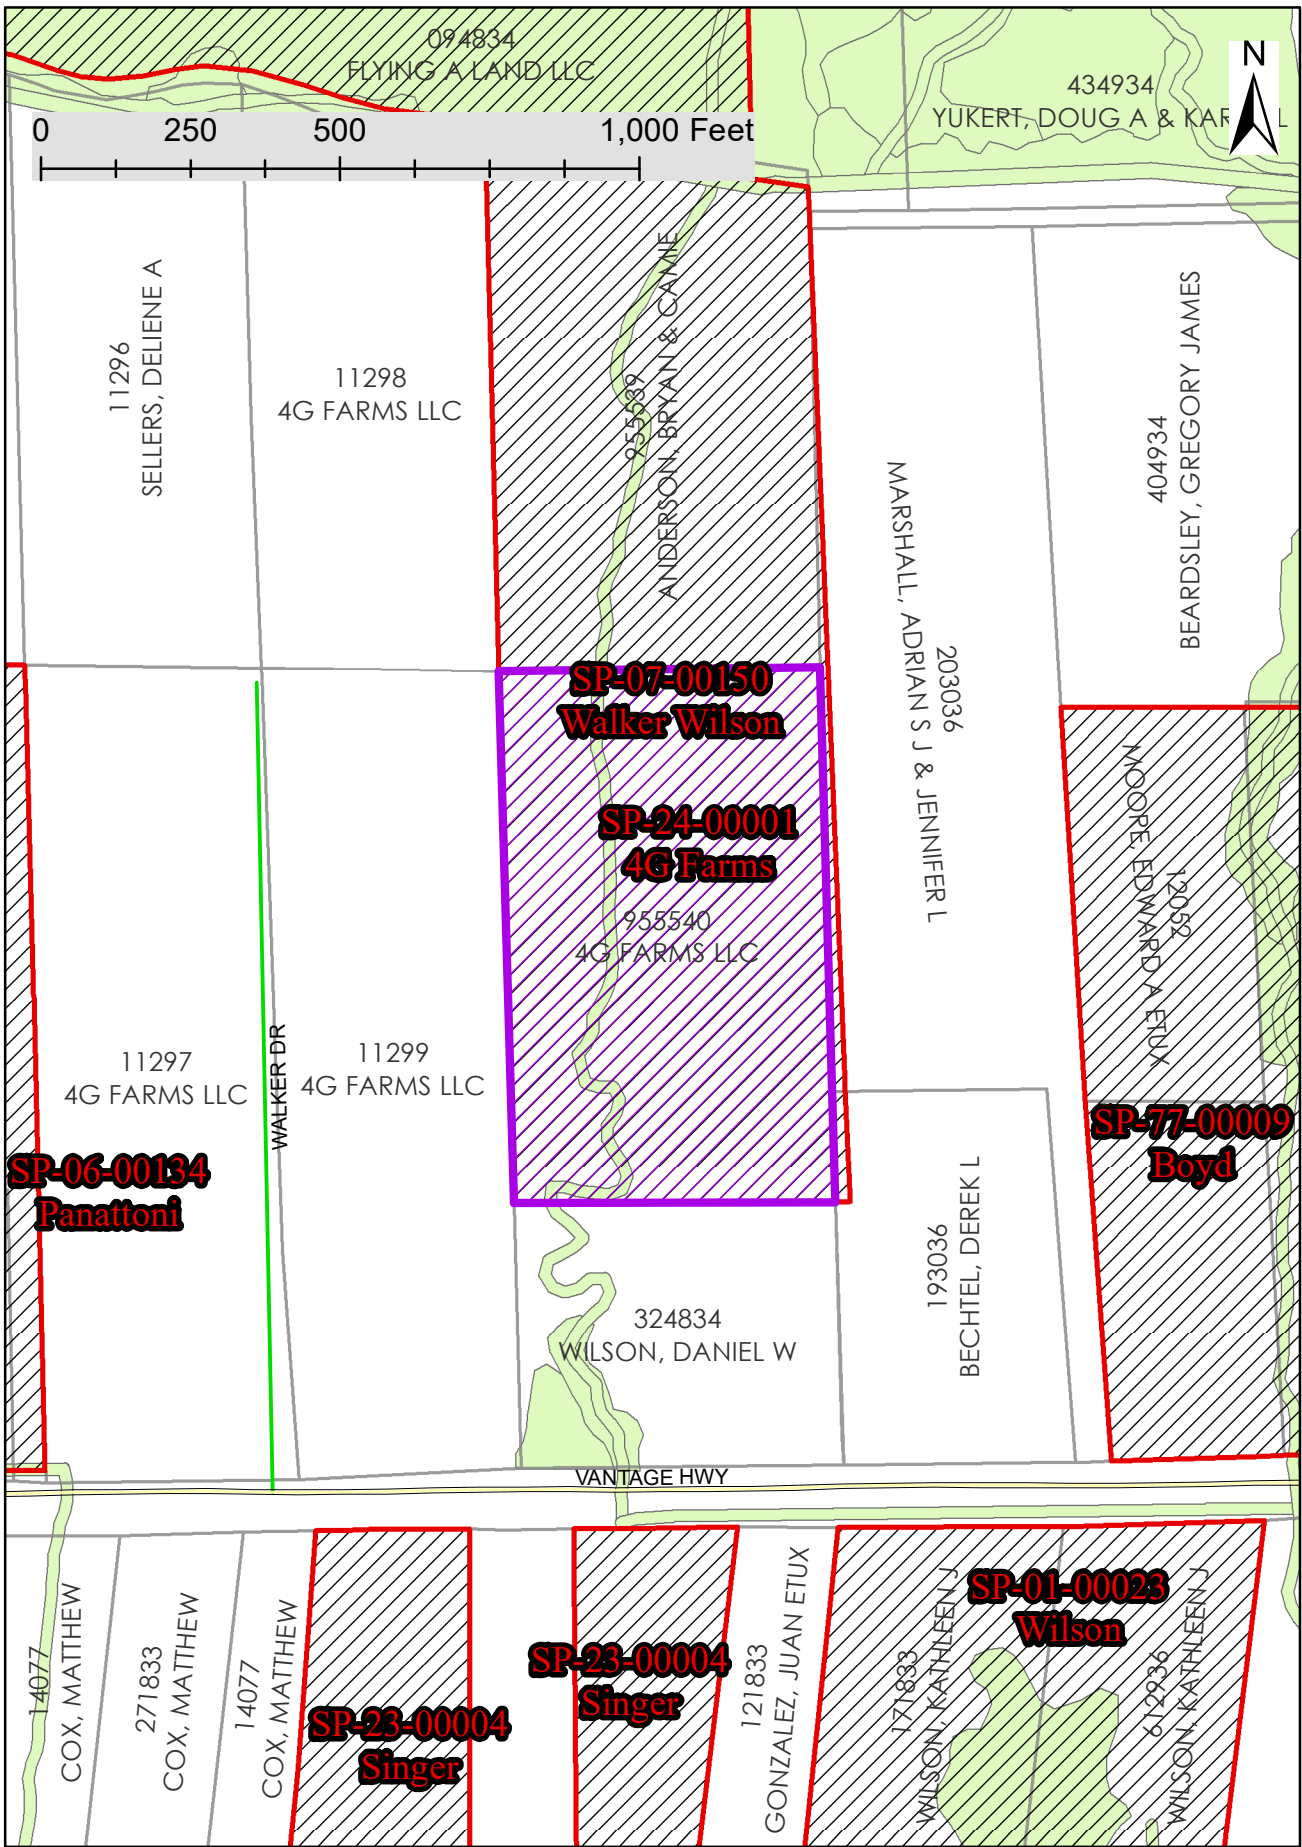 094834
FLYING A LAND LLC
N
434934
YUKERT, DOUG A & KAR L
0 250 500 1,000 Feet
11296
SELLERS, DELIENE A
11298
4G FARMS LLC
955539
ANDERSON, BRYAN & CAMIE
203036
MARSHALL, ADRIAN S J & JENNIFER L
404934
BEARDSLEY, GREGORY JAMES
SP-07-00150
Walker Wilson
SP-24-00001
4G Farms
955540
4G FARMS LLC
12052
MOORE, EDWARD A ETUX
11297
4G FARMS LLC
WALKER DR
11299
4G FARMS LLC
SP-06-00134
Panattoni
SP-77-00009
Boyd
193036
BECHTEL, DEREK L
324834
WILSON, DANIEL W
VANTAGE HWY
14077
COX, MATTHEW
271833
COX, MATTHEW
14077
COX, MATTHEW
SP-23-00004
Singer
SP-23-00004
Singer
121833
GONZALEZ, JUAN ETUX
171833
WILSON, KATHLEEN J
SP-01-00023
Wilson
612936
WILSON, KATHLEEN J